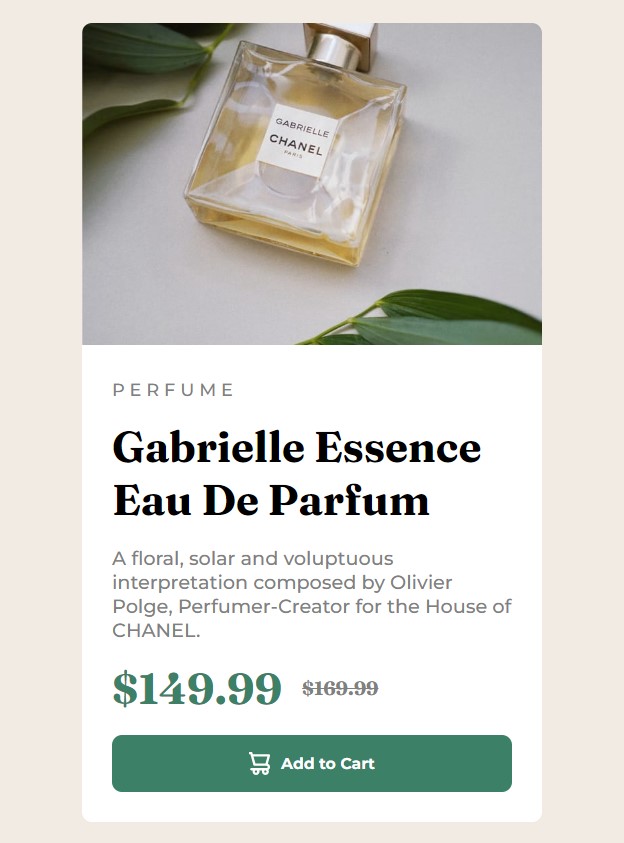 GABRIELLE
CHANEL
PARIS
PERFUME
Gabrielle Essence
Eau De Parfum
A floral, solar and voluptuous
interpretation composed by Olivier
Polge, Perfumer-Creator for the House of
CHANEL.
$149.99 $169.99
Add to Cart